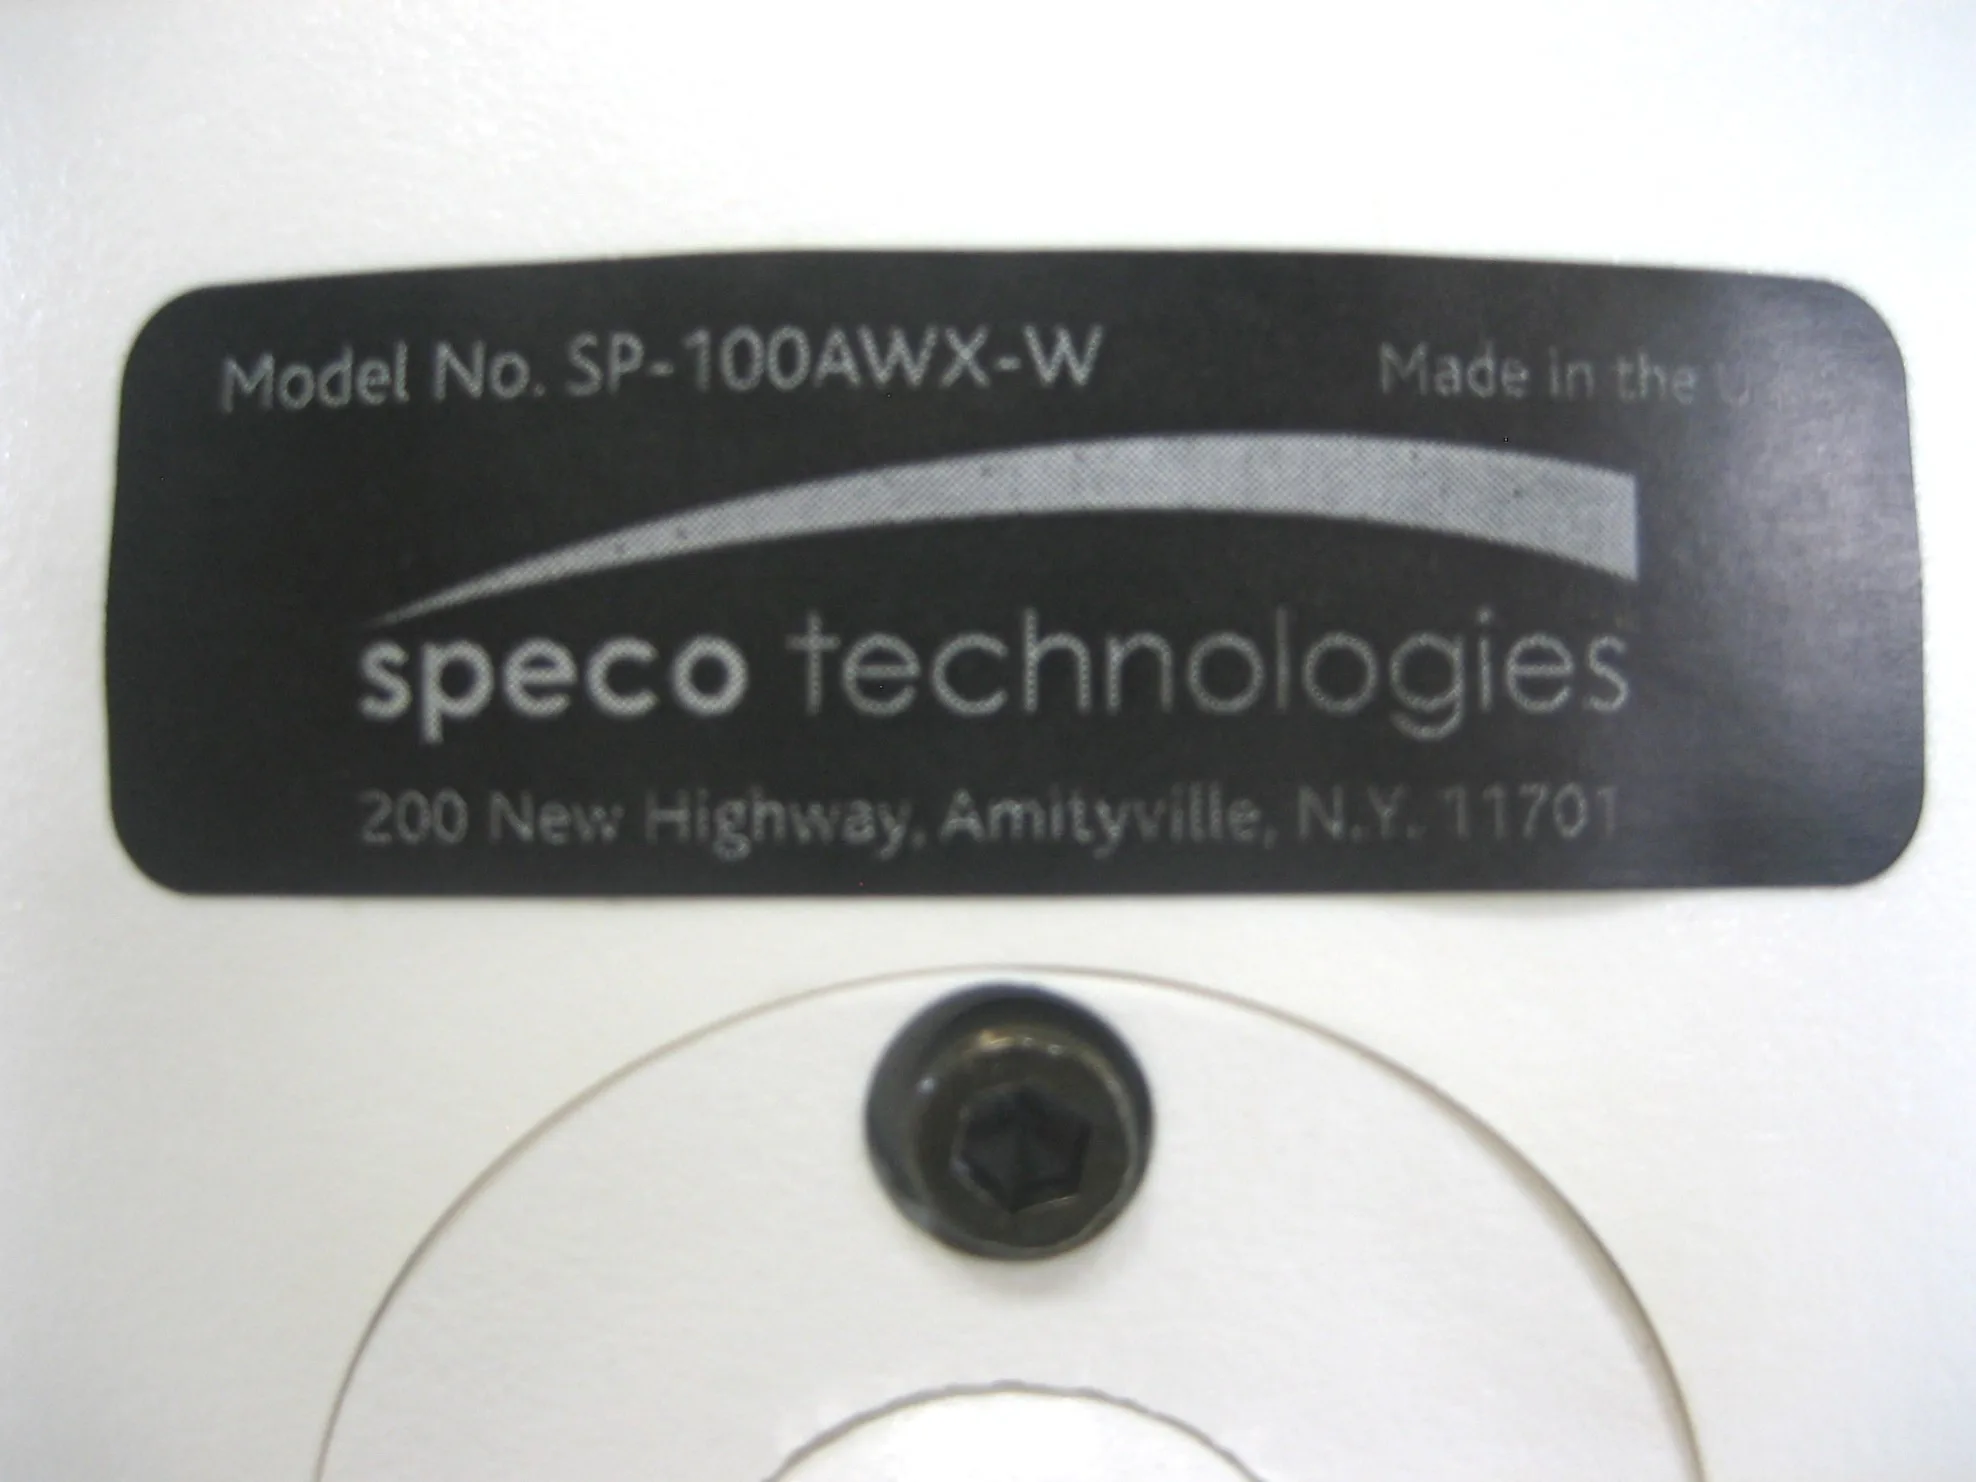 Model No. SP-100AWX-W Made in the
speco technologies
200 New Highway, Amityville, N.Y. 11701